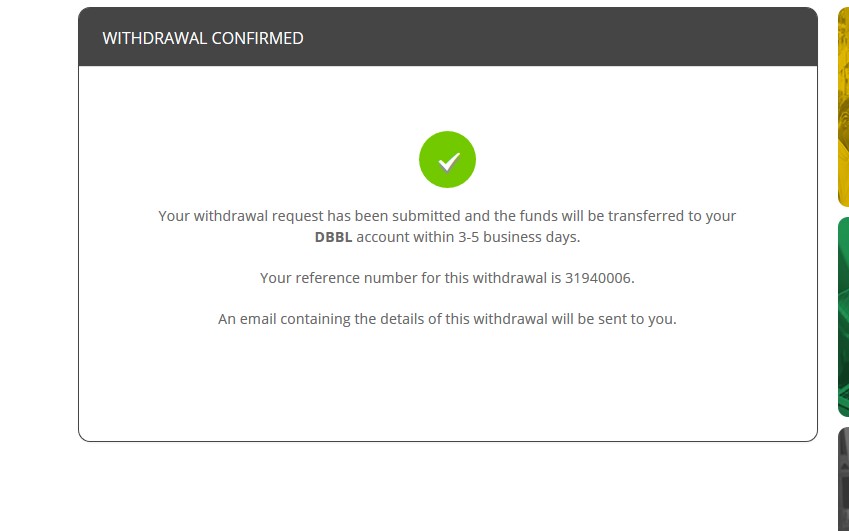 WITHDRAWAL CONFIRMED
Your withdrawal request has been submitted and the funds will be transferred to your
DBBL account within 3-5 business days.
Your reference number for this withdrawal is 31940006.
An email containing the details of this withdrawal will be sent to you.